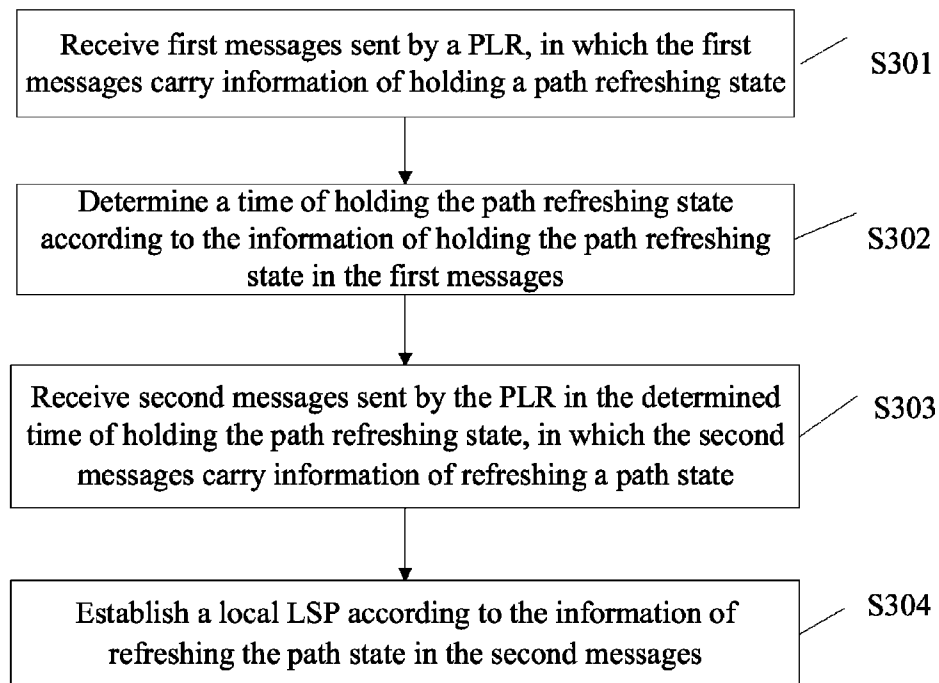 Receive first messages sent by a PLR, in which the first
messages carry information of holding a path refreshing state
S301
Determine a time of holding the path refreshing state
according to the information of holding the path refreshing
state in the first messages
S302
Receive second messages sent by the PLR in the determined
time of holding the path refreshing state, in which the second
messages carry information of refreshing a path state
S303
Establish a local LSP according to the information of
refreshing the path state in the second messages
S304